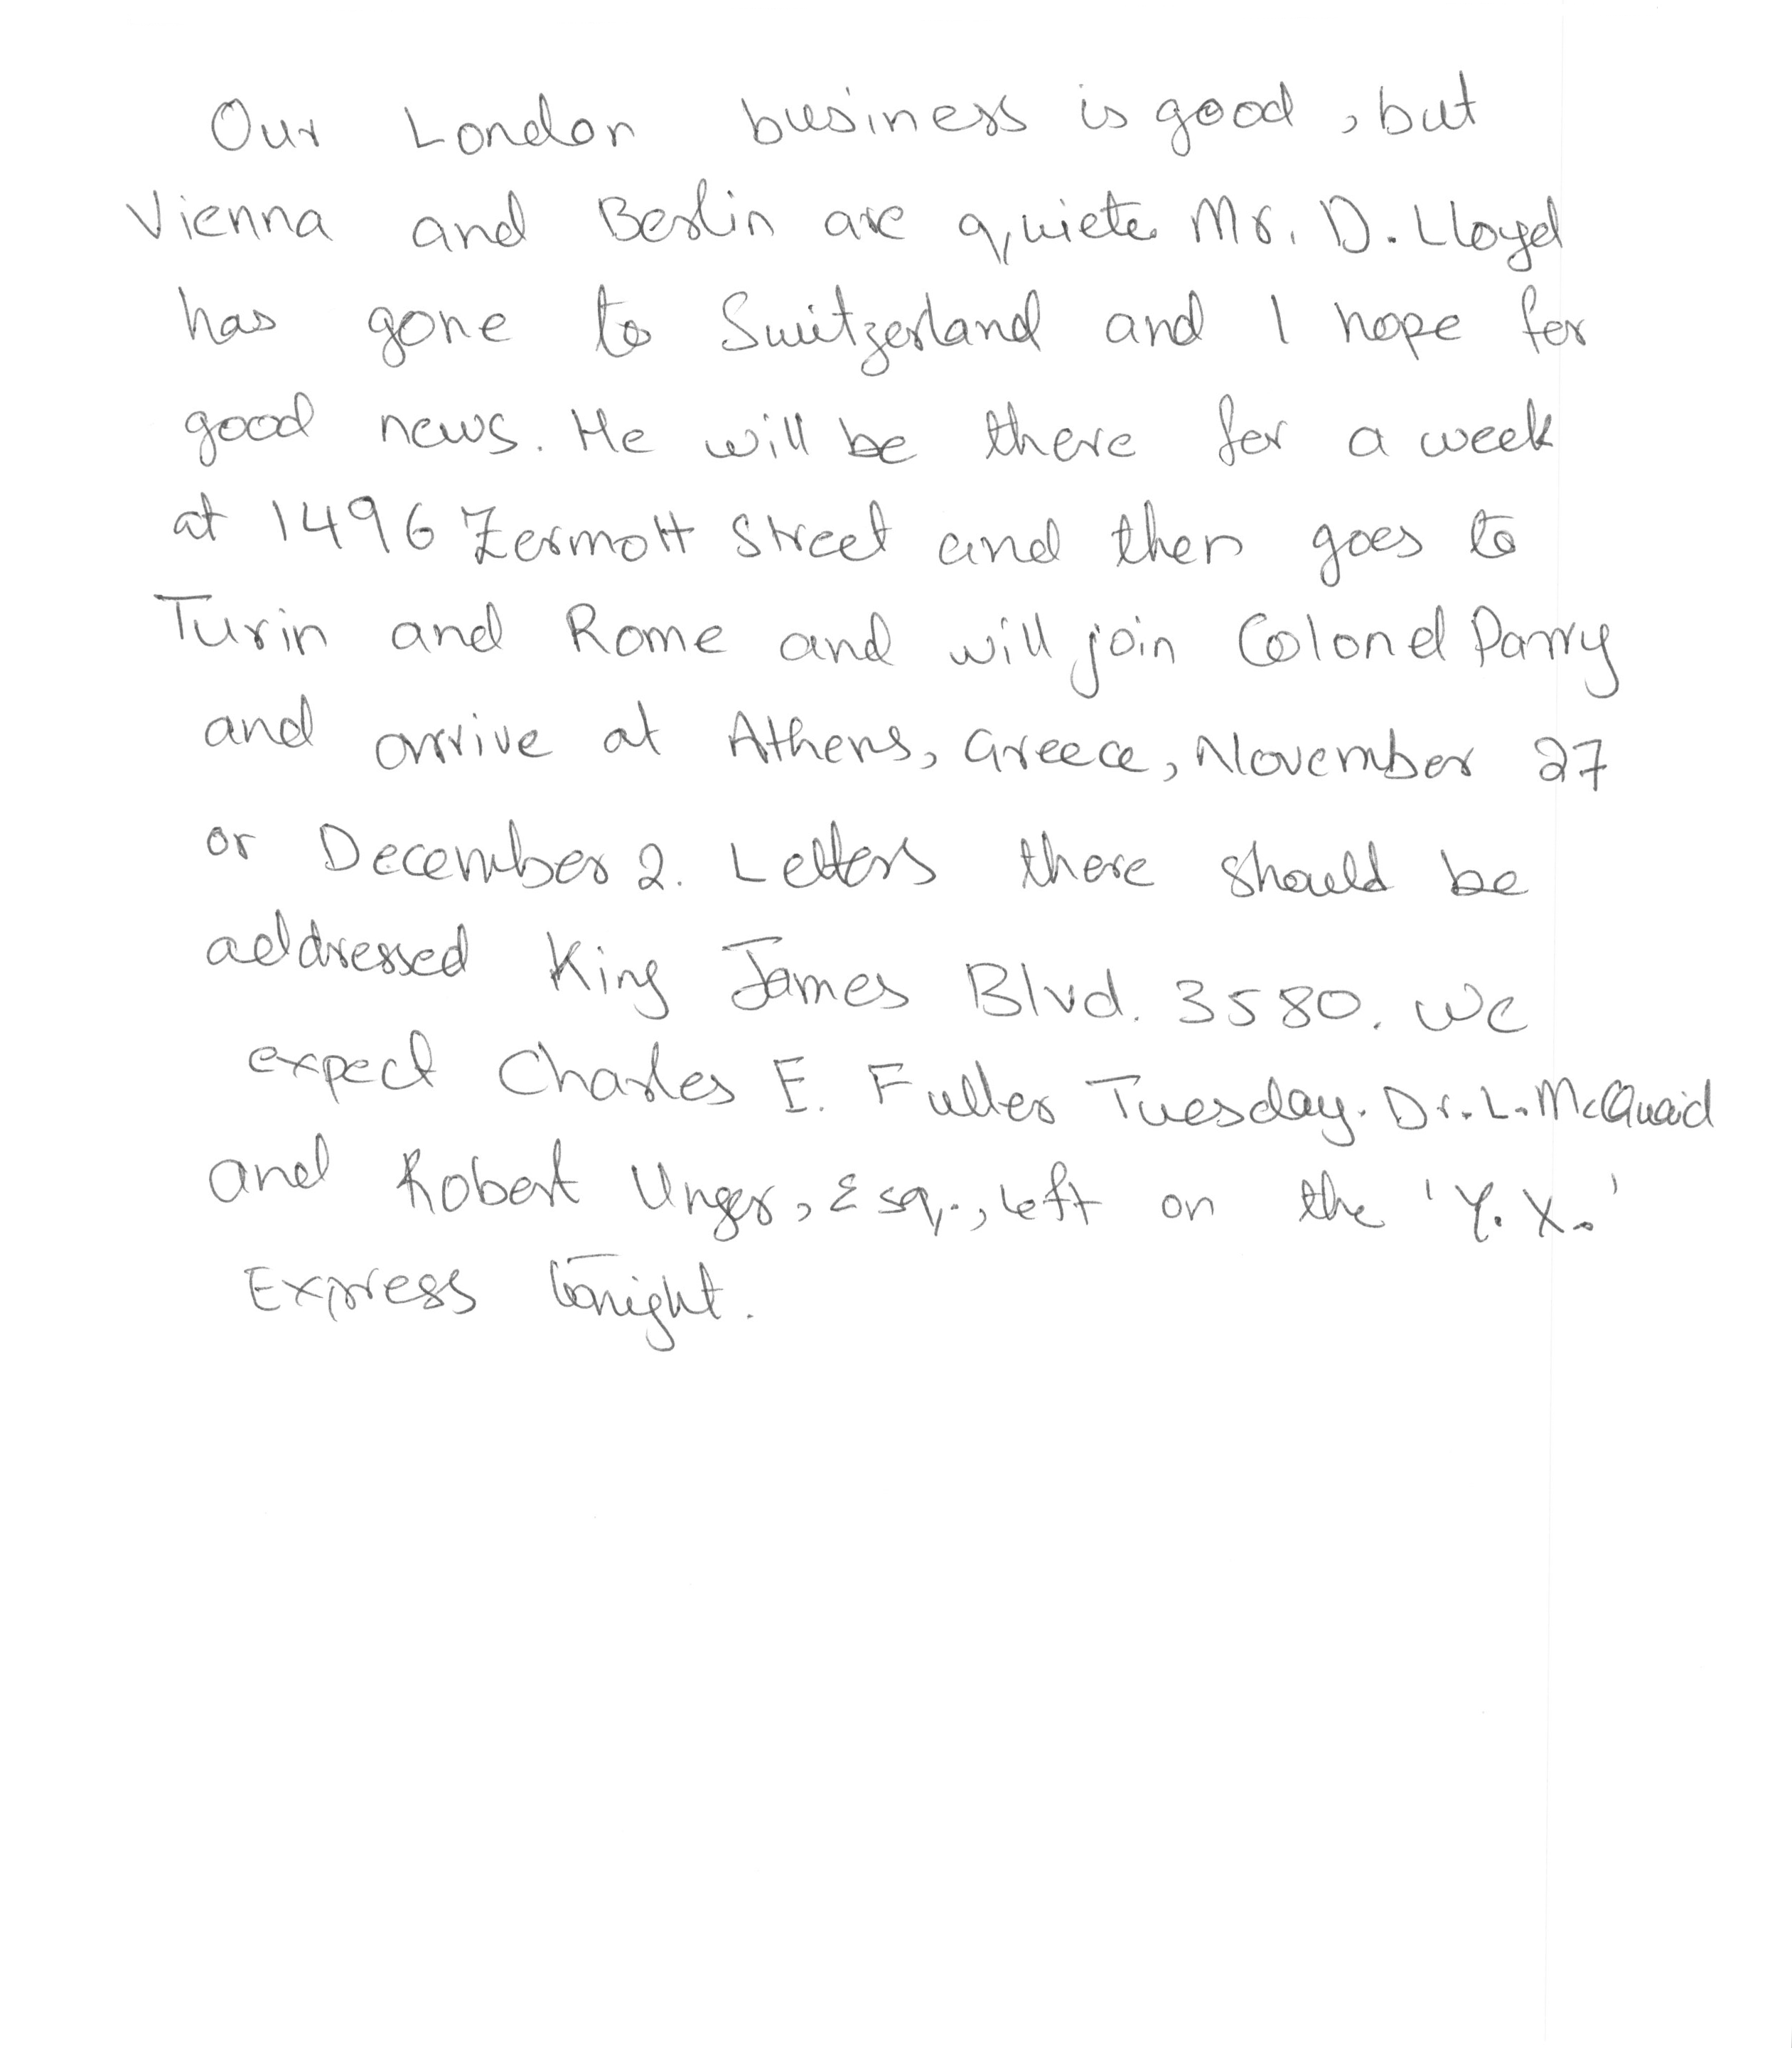 Our London business is good, but
Vienna and Berlin are quiete. Mr. D. Lloyd
has gone to Switzerland and I hope for
good news. He will be there for a week
at 1496 Zermott Street and then goes to
Turin and Rome and will join Colonel Parry
and arrive at Athens, Greece, November 27
or December 2. Letters there should be
addressed King James Blvd. 3580. We
expect Charles E. Fuller Tuesday. Dr. L. McQuaid
and Robert Unger, Esq., left on the 'Y.X.'
Express tonight.